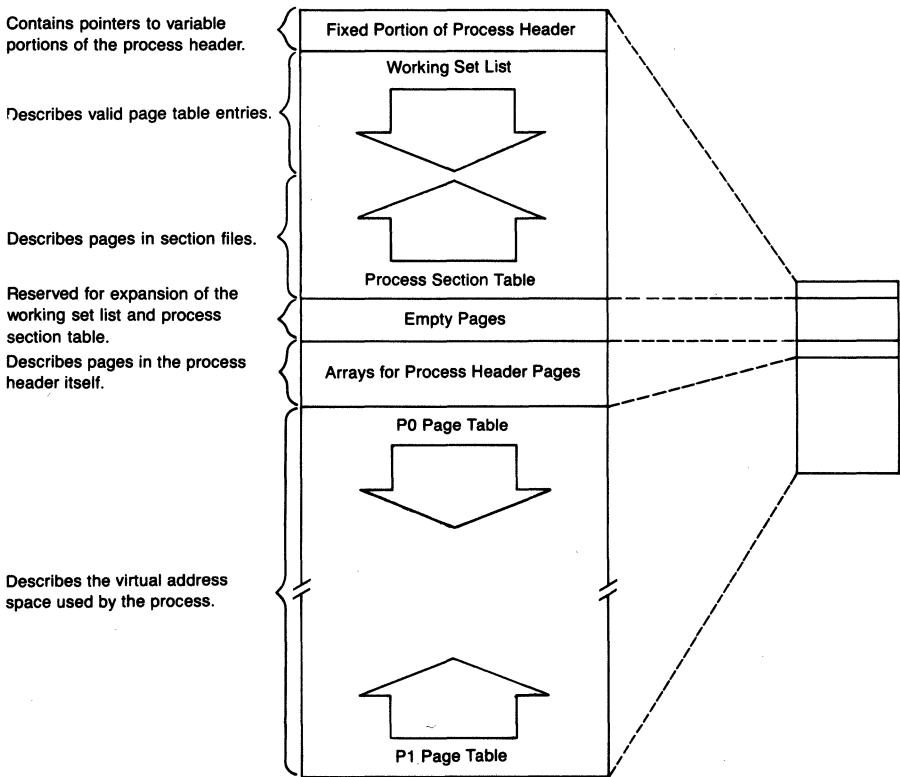 Contains pointers to variable
portions of the process header.
Fixed Portion of Process Header
Working Set List
Describes valid page table entries.
Describes pages in section files.
Process Section Table
Reserved for expansion of the
working set list and process
section table.
Empty Pages
Describes pages in the process
header itself.
Arrays for Process Header Pages
P0 Page Table
Describes the virtual address
space used by the process.
P1 Page Table